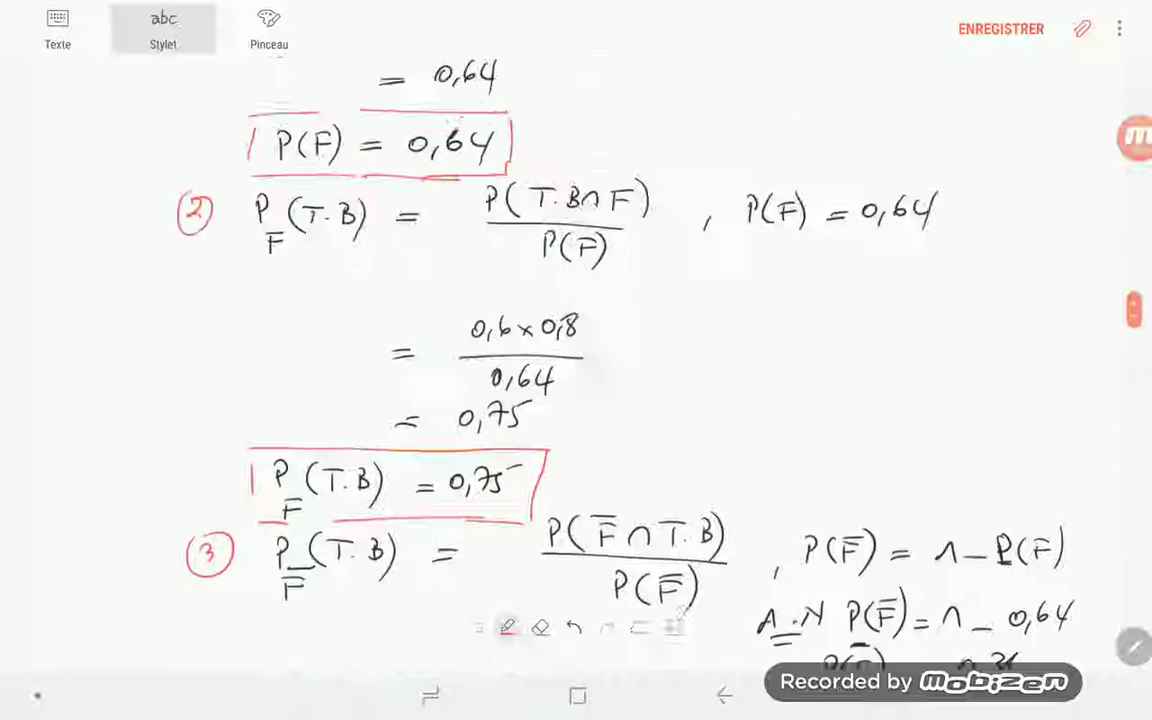 abc
Texte Stylet Pinceau ENREGISTRER
= 0,64
P(F) = 0,64
② P_F (T.B) = P(T.B∩F) / P(F) , P(F) = 0,64
= 0,6 × 0,8 / 0,64
= 0,75
P_F (T.B) = 0,75
③ P_F̅ (T.B) = P(F̅ ∩ T.B) / P(F̅) , P(F̅) = 1 - P(F)
A.N P(F̅) = 1 - 0,64
Recorded by mobizen